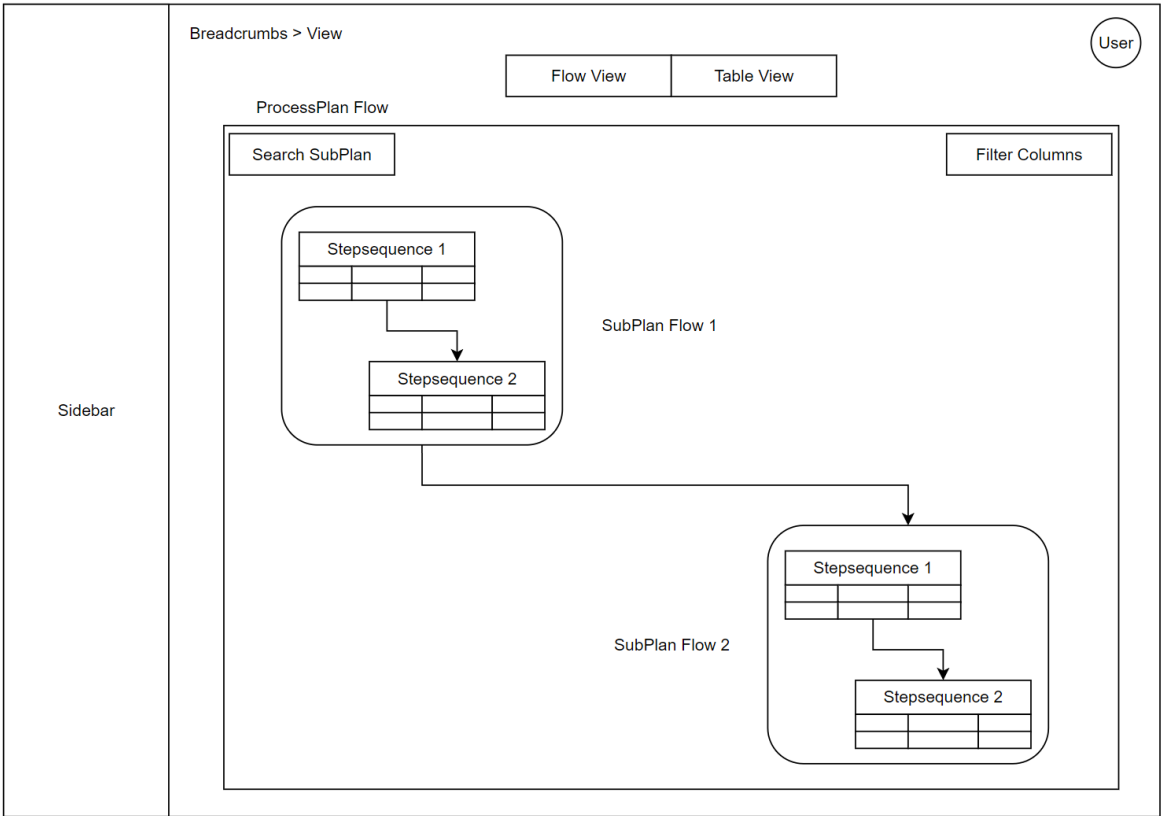 Breadcrumbs > View
User
Flow View
Table View
ProcessPlan Flow
Search SubPlan
Filter Columns
Stepsequence 1
SubPlan Flow 1
Stepsequence 2
Sidebar
Stepsequence 1
SubPlan Flow 2
Stepsequence 2